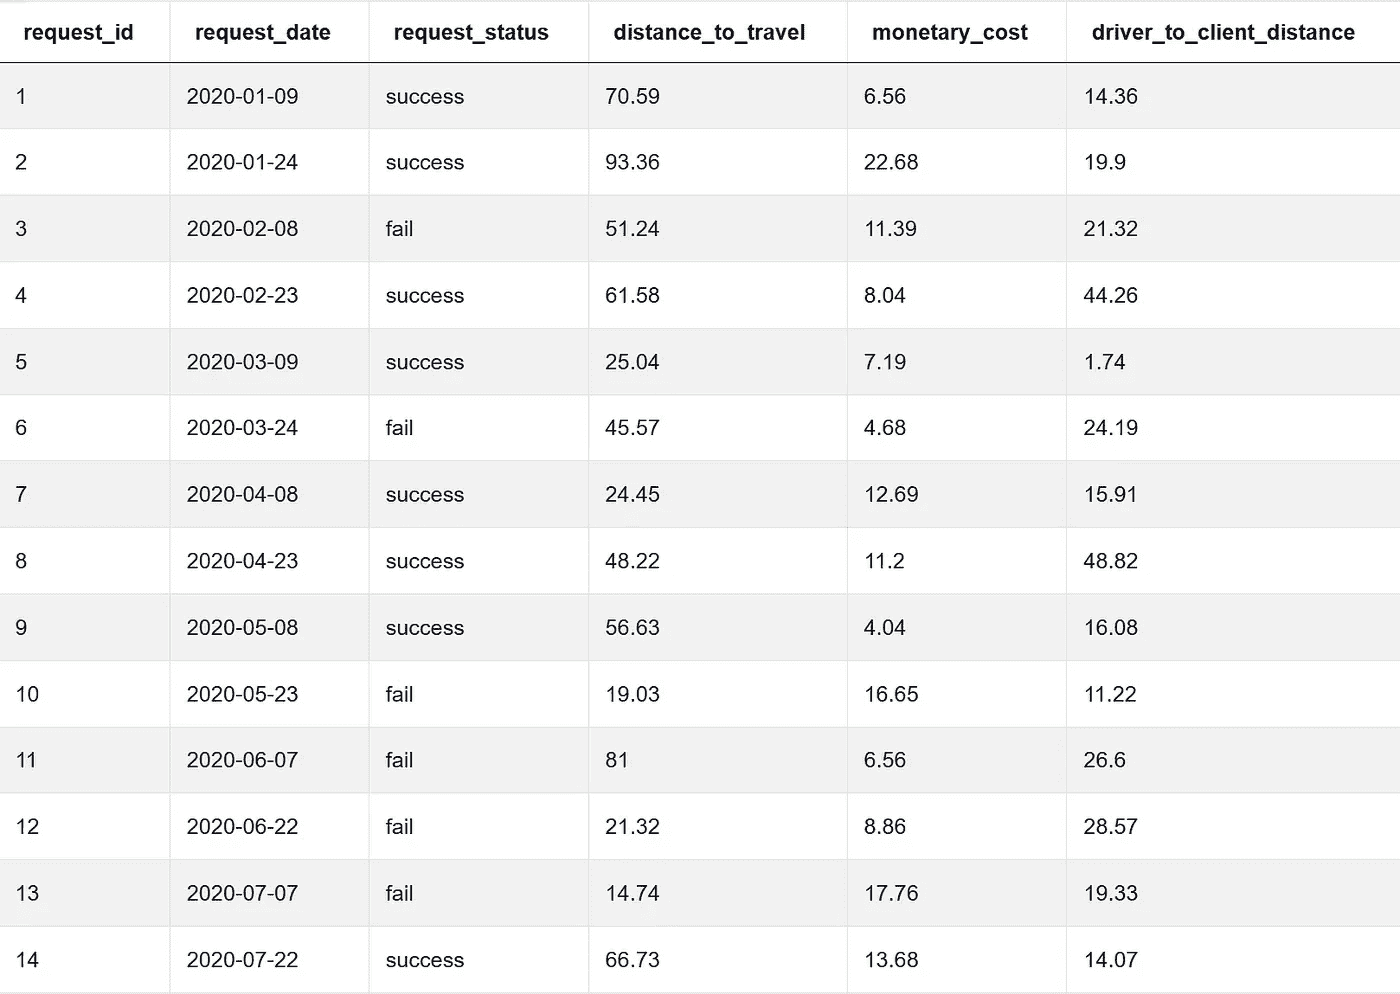 request_id request_date request_status distance_to_travel monetary_cost driver_to_client_distance
1 2020-01-09 success 70.59 6.56 14.36
2 2020-01-24 success 93.36 22.68 19.9
3 2020-02-08 fail 51.24 11.39 21.32
4 2020-02-23 success 61.58 8.04 44.26
5 2020-03-09 success 25.04 7.19 1.74
6 2020-03-24 fail 45.57 4.68 24.19
7 2020-04-08 success 24.45 12.69 15.91
8 2020-04-23 success 48.22 11.2 48.82
9 2020-05-08 success 56.63 4.04 16.08
10 2020-05-23 fail 19.03 16.65 11.22
11 2020-06-07 fail 81 6.56 26.6
12 2020-06-22 fail 21.32 8.86 28.57
13 2020-07-07 fail 14.74 17.76 19.33
14 2020-07-22 success 66.73 13.68 14.07